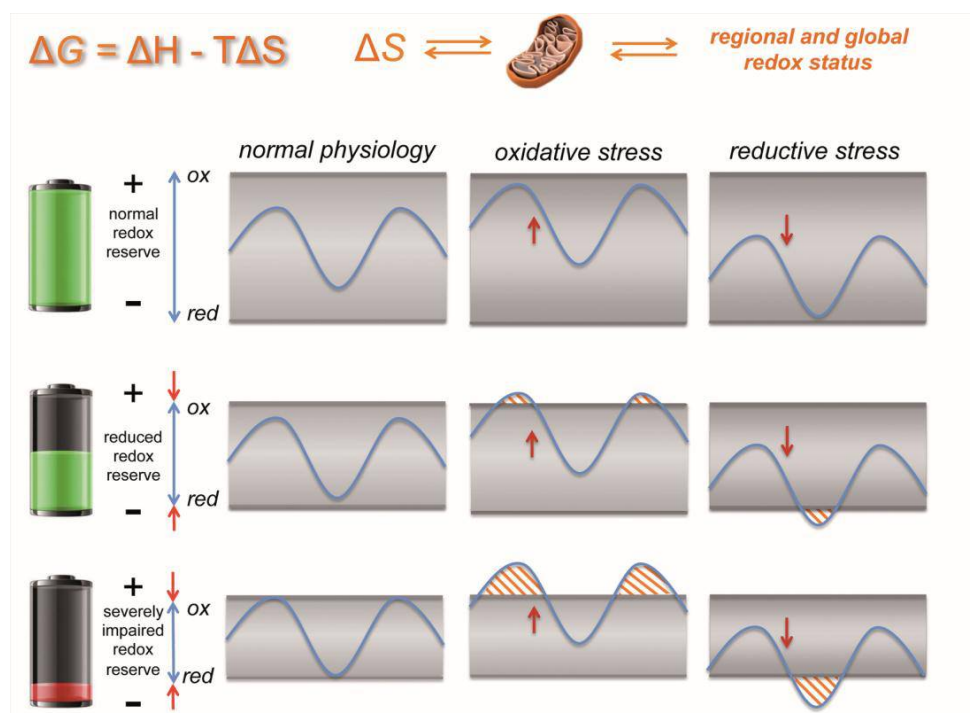 ΔG = ΔH - TΔS
ΔS
regional and global
redox status
normal physiology
oxidative stress
reductive stress
+
normal
redox
reserve
-
ox
red
+
reduced
redox
reserve
-
ox
red
+
severely
impaired
redox
reserve
-
ox
red